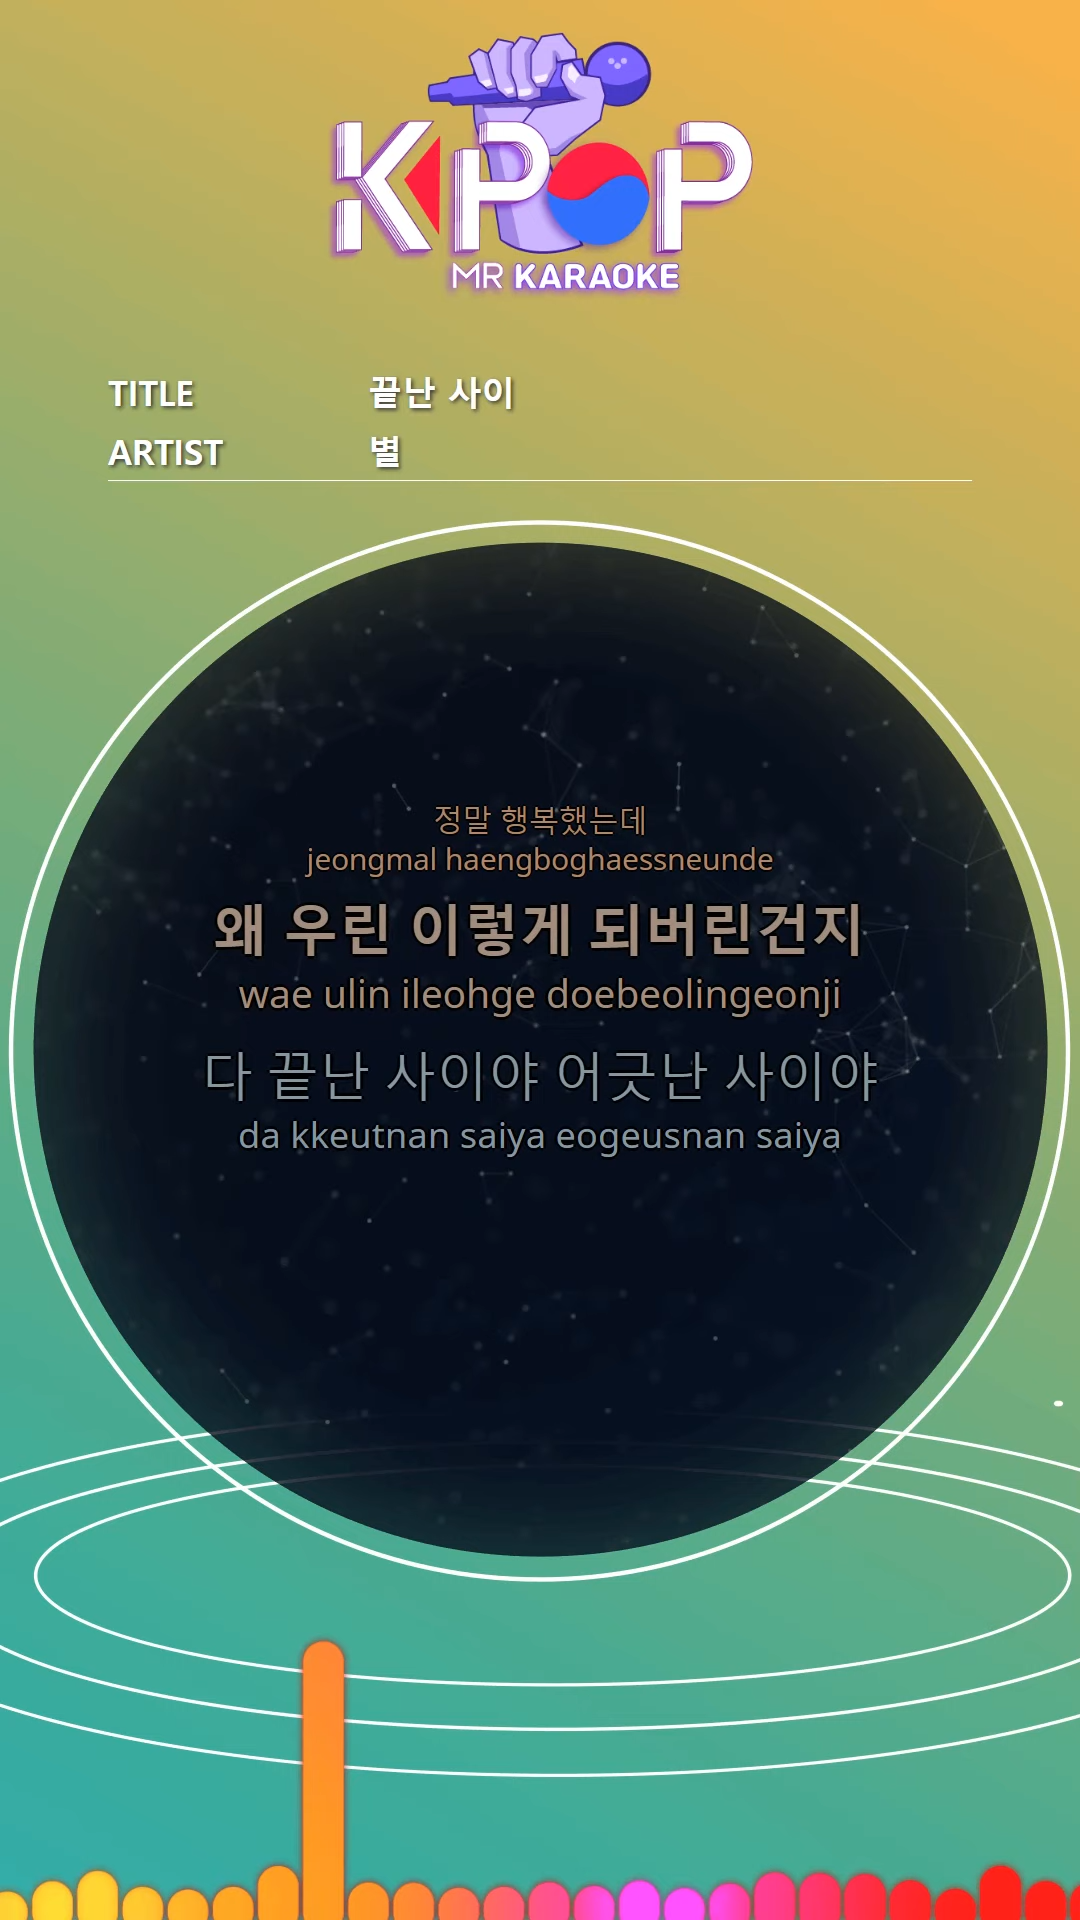 KPOP
MR KARAOKE
TITLE 끝난 사이
ARTIST 별
정말 행복했는데
jeongmal haengboghaessneunde
왜 우린 이렇게 되버린건지
wae ulin ileohge doebeolingeonji
다 끝난 사이야 어긋난 사이야
da kkeutnan saiya eogeusnan saiya